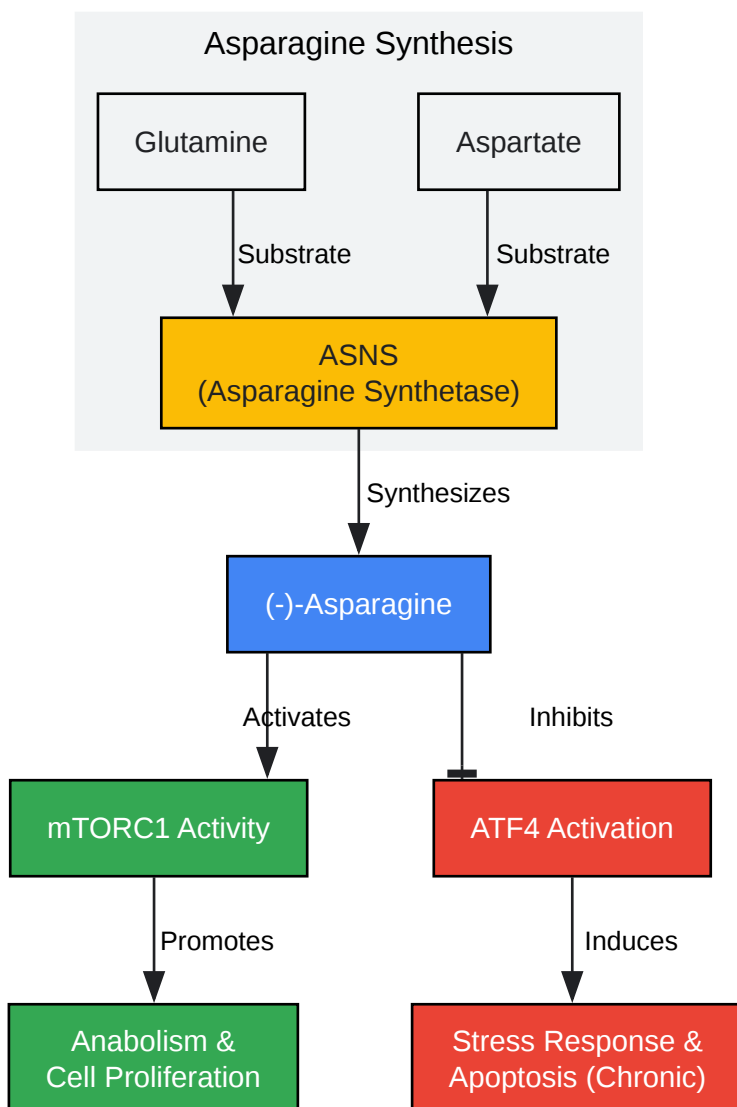 Asparagine Synthesis
Glutamine
Aspartate
Substrate
Substrate
ASNS
(Asparagine Synthetase)
Synthesizes
(-)-Asparagine
Activates
Inhibits
mTORC1 Activity
ATF4 Activation
Promotes
Induces
Anabolism &
Cell Proliferation
Stress Response &
Apoptosis (Chronic)